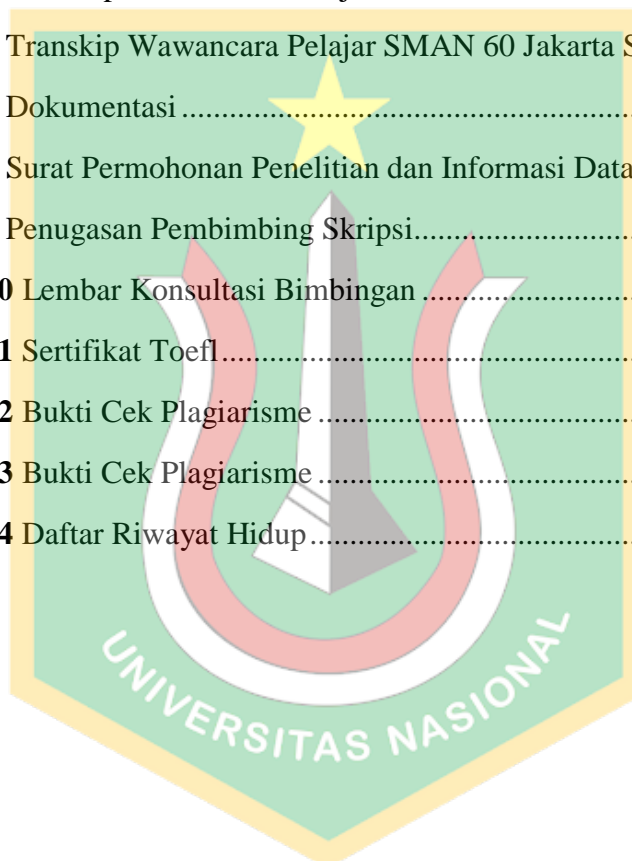 Transkip Wawancara Pelajar SMAN 60 Jakarta S
Dokumentasi ..............................................
Surat Permohonan Penelitian dan Informasi Data
Penugasan Pembimbing Skripsi..............................
0 Lembar Konsultasi Bimbingan ..........................
1 Sertifikat Toefl.....................................................
2 Bukti Cek Plagiarisme ........................................
3 Bukti Cek Plagiarisme ........................................
4 Daftar Riwayat Hidup..........................................
UNIVERSITAS NASIONAL